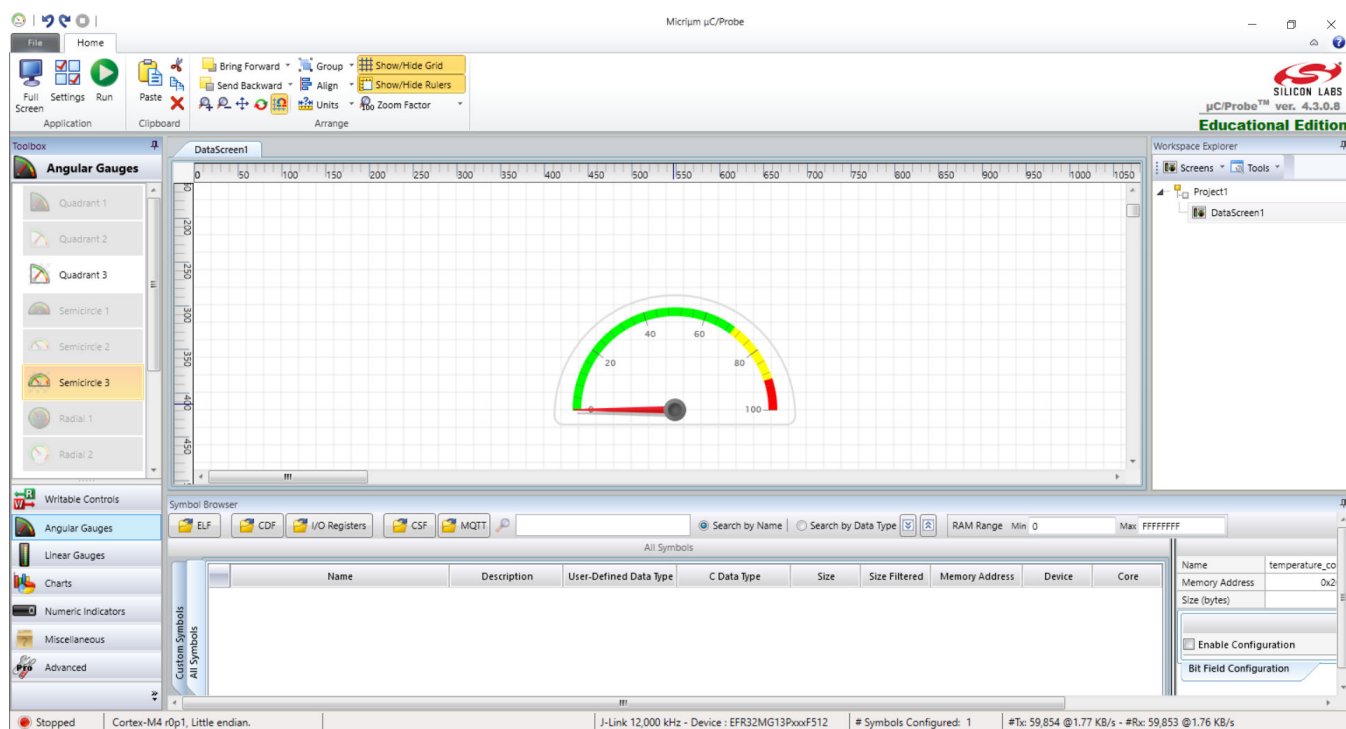 Micriµm µC/Probe
File Home
Full Screen
Settings
Run
Application
Paste
Clipboard
Bring Forward
Group
Show/Hide Grid
Send Backward
Align
Show/Hide Rulers
Units
100
Zoom Factor
Arrange
SILICON LABS
µC/Probe™ ver. 4.3.0.8
Educational Edition
Toolbox
Angular Gauges
Quadrant 1
Quadrant 2
Quadrant 3
Semicircle 1
Semicircle 2
Semicircle 3
Radial 1
Radial 2
Writable Controls
Angular Gauges
Linear Gauges
Charts
Numeric Indicators
Miscellaneous
Advanced
DataScreen1
0 50 100 150 200 250 300 350 400 450 500 550 600 650 700 750 800 850 900 950 1000 1050
200
250
300
350
400
450
0 20 40 60 80 100
Workspace Explorer
Screens Tools
Project1
DataScreen1
Symbol Browser
ELF CDF I/O Registers CSF MQTT Search by Name Search by Data Type RAM Range Min 0 Max FFFFFFFF
All Symbols
Name Description User-Defined Data Type C Data Type Size Size Filtered Memory Address Device Core
Custom Symbols
All Symbols
Name temperature_co
Memory Address 0x2
Size (bytes)
Enable Configuration
Bit Field Configuration
Stopped Cortex-M4 r0p1, Little endian. J-Link 12,000 kHz - Device : EFR32MG13PxxxF512 # Symbols Configured: 1 #Tx: 59,854 @1.77 KB/s - #Rx: 59,853 @1.76 KB/s